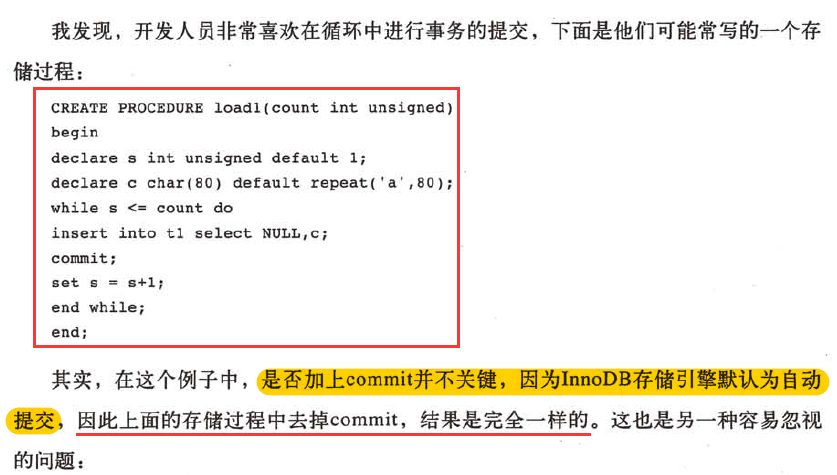 我发现，开发人员非常喜欢在循环中进行事务的提交，下面是他们可能常写的一个存
储过程：
CREATE PROCEDURE load1(count int unsigned)
begin
declare s int unsigned default 1;
declare c char(80) default repeat('a',80);
while s <= count do
insert into t1 select NULL,c;
commit;
set s = s+1;
end while;
end;
其实，在这个例子中，是否加上commit并不关键，因为InnoDB存储引擎默认为自动
提交，因此上面的存储过程中去掉commit，结果是完全一样的。这也是另一种容易忽视
的问题：